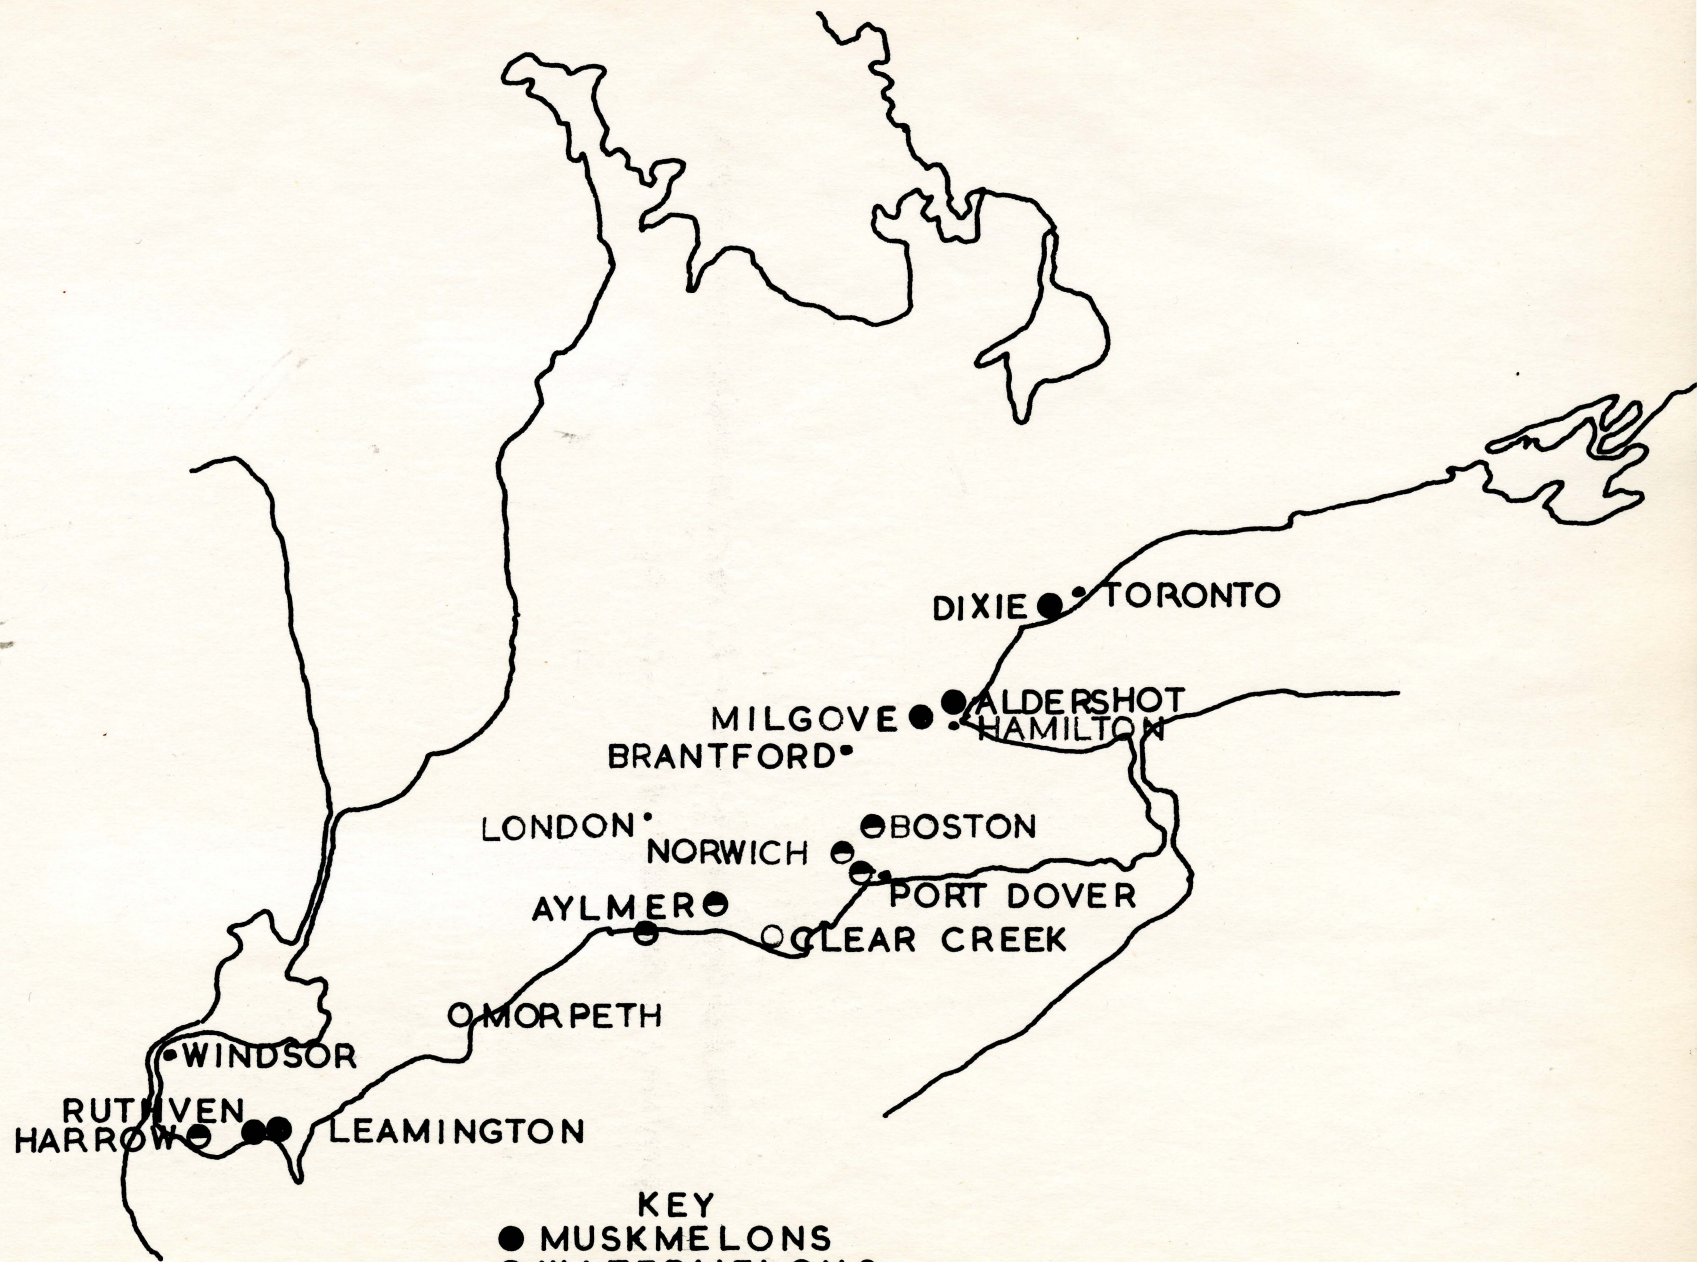 DIXIE
TORONTO
ALDERSHOT
MILGOVE
HAMILTON
BRANTFORD
LONDON
BOSTON
NORWICH
PORT DOVER
AYLMER
CLEAR CREEK
MORPETH
WINDSOR
RUTHVEN
HARROW
LEAMINGTON
KEY
MUSKMELONS